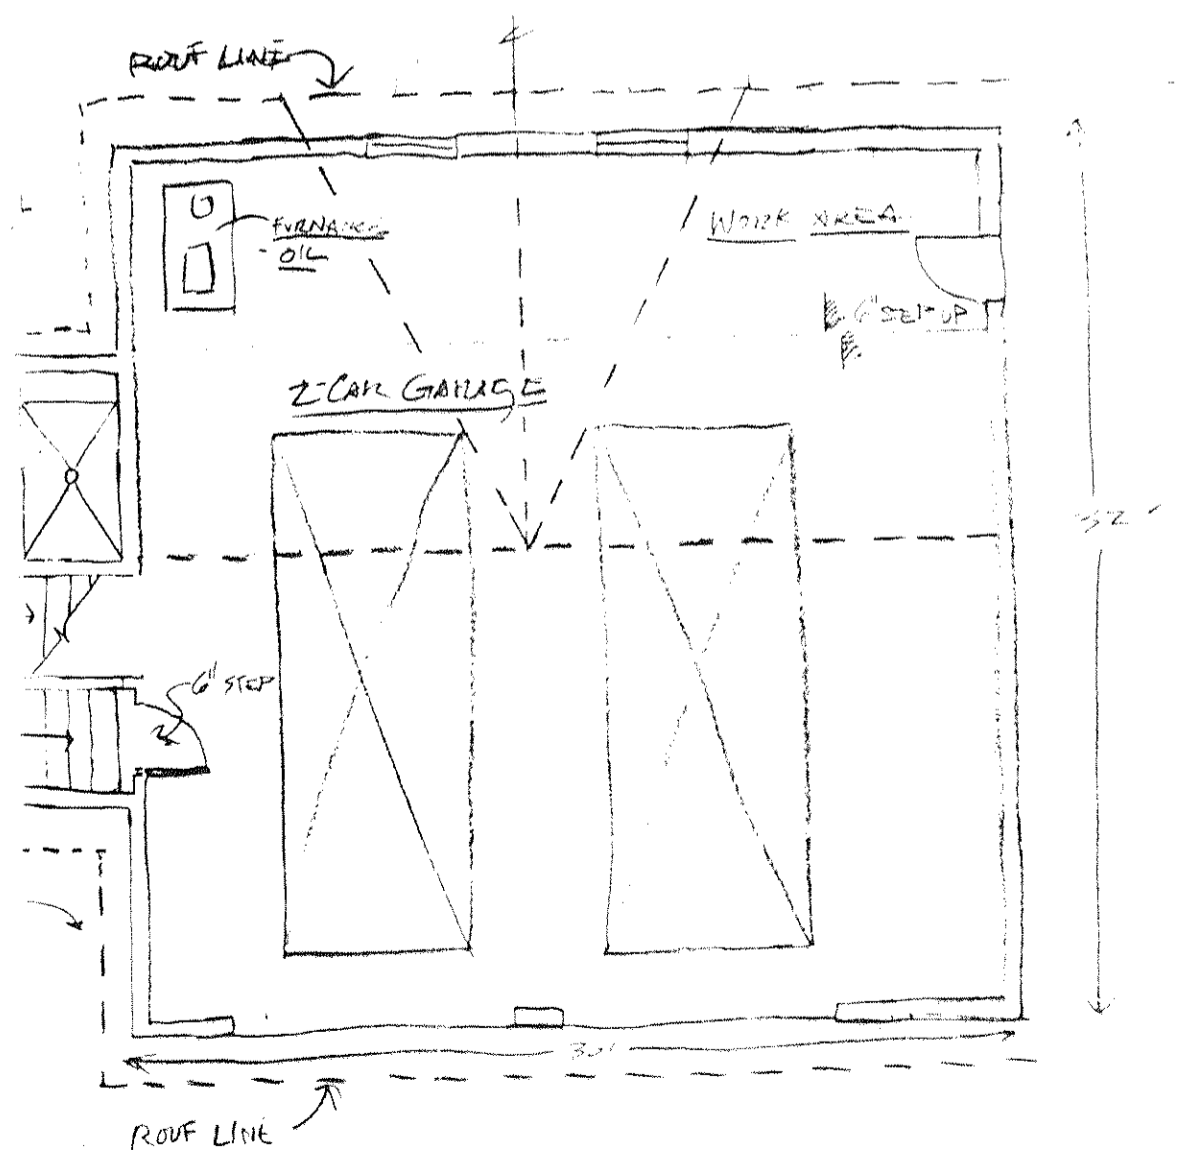 ROOF LINE
FURNACE
- OIL
WORK AREA
6" STEP UP
2-CAR GARAGE
32'
6" STEP
30'
ROOF LINE